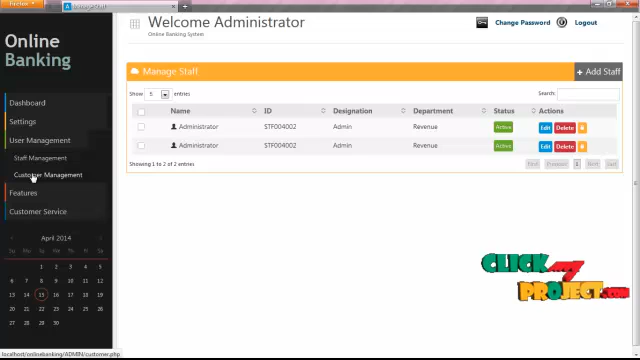 Firefox
Manage Staff
Online
Banking
Welcome Administrator
Online Banking System
Change Password
Logout
Dashboard
Settings
User Management
Staff Management
Customer Management
Features
Customer Service
Manage Staff
+ Add Staff
Show 5 entries
Search:
Name ID Designation Department Status Actions
Administrator STF004002 Admin Revenue Active Edit Delete
Administrator STF004002 Admin Revenue Active Edit Delete
Showing 1 to 2 of 2 entries
First Previous 1 Next Last
April 2014
Su Mo Tu We Th Fr Sa
1 2 3 4 5
6 7 8 9 10 11 12
13 14 15 16 17 18 19
20 21 22 23 24 25 26
27 28 29 30
CLICK my
PROJECT.com
localhost/onlinebanking/ADMIN/customer.php